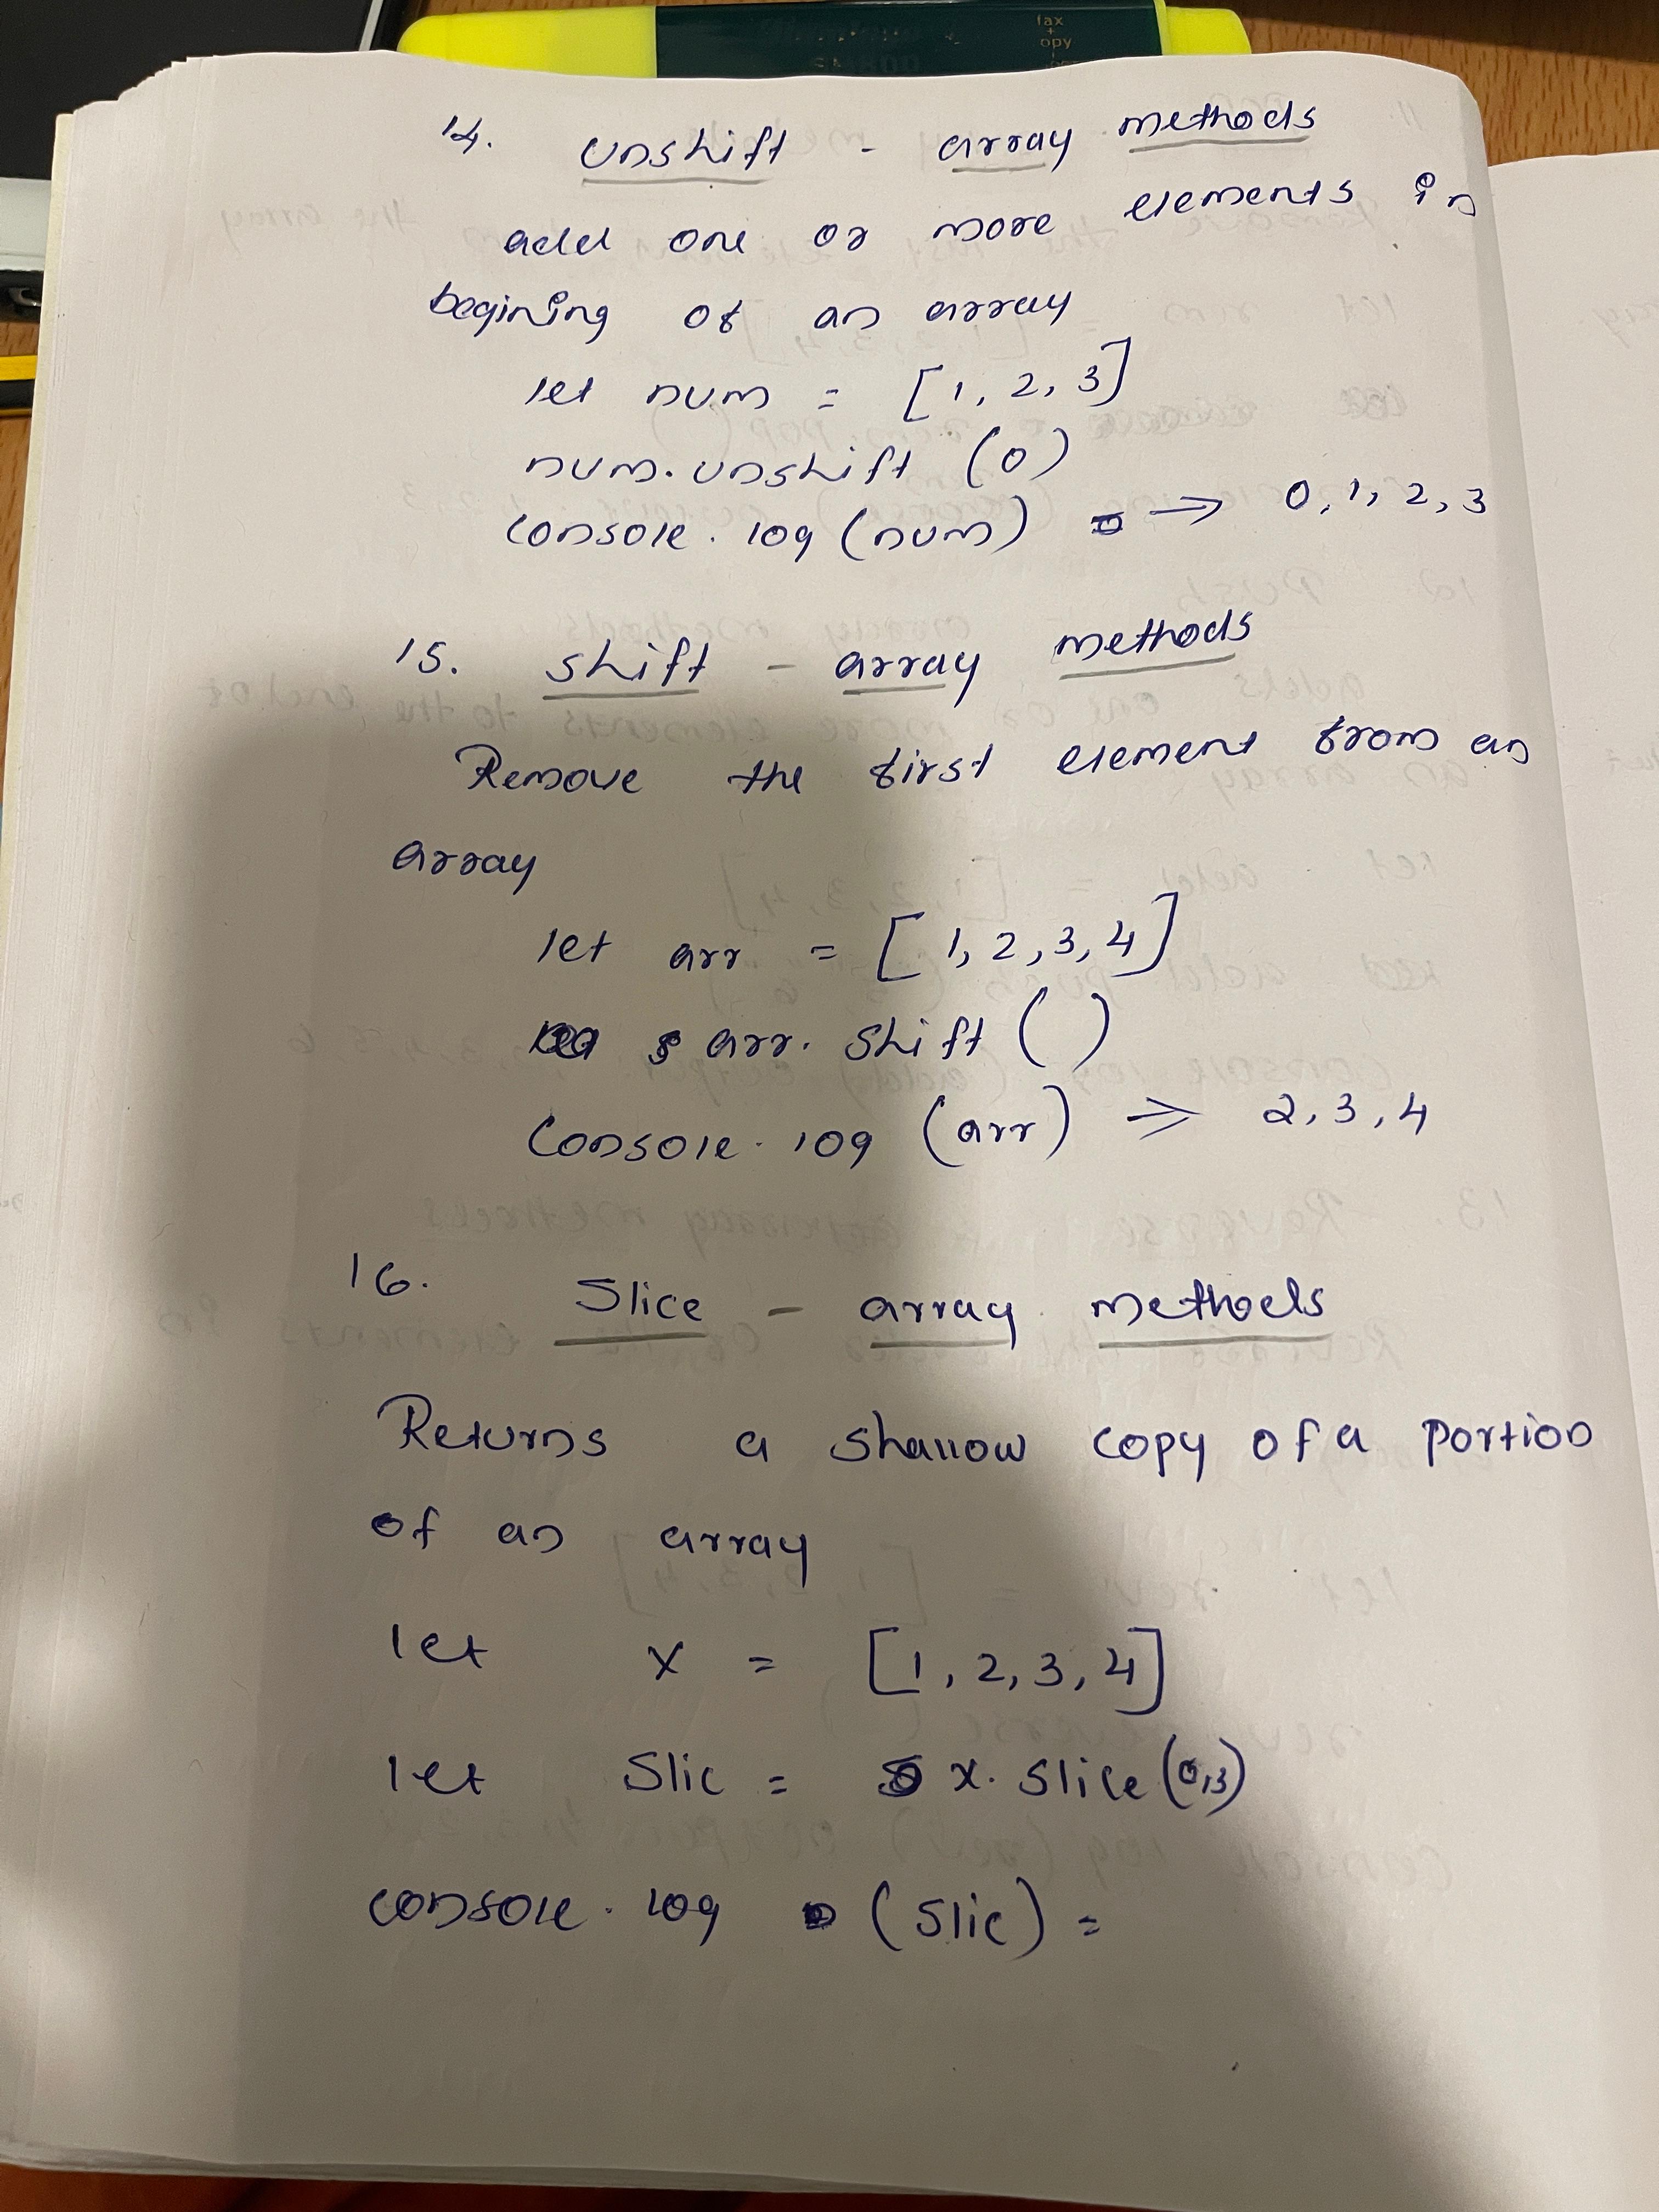 fax
+
opy
14. unshift - array methods
add one or more elements in
begining of an array
let num = [1, 2, 3]
num. unshift (0)
console. log (num) → 0, 1, 2, 3
15. shift - array methods
Remove the first element from an
array
let arr = [1, 2, 3, 4]
arr. shift ( )
console. log (arr) ⇒ 2, 3, 4
16. Slice - array methods
Returns a shallow copy of a portion
of an array
let x = [1, 2, 3, 4]
let Slic = x. slice (0,3)
console. log (slic) =